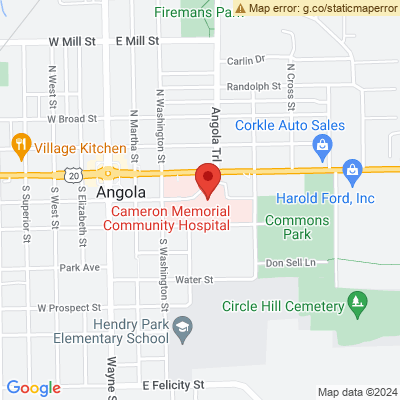 Map error: g.co/staticmaperror
Firemans Park
W Mill St
E Mill St
Carlin Dr
N West St
Randolph St
N Cross St
W Broad St
N Martha St
N Washington St
Angola Trl
Corkle Auto Sales
Village Kitchen
20
Angola
Harold Ford, Inc
Cameron Memorial
Community Hospital
Commons
Park
S Superior St
S West St
S Elizabeth St
S Washington St
Park Ave
Don Sell Ln
Water St
W Prospect St
Circle Hill Cemetery
Hendry Park
Elementary School
Wayne S
E Felicity St
Google
Map data ©2024